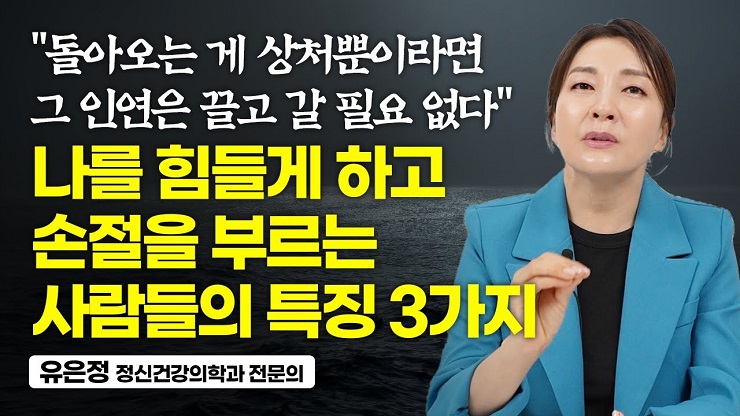 "돌아오는 게 상처뿐이라면
그 인연은 끌고 갈 필요 없다"
나를 힘들게 하고
손절을 부르는
사람들의 특징 3가지
유은정 정신건강의학과 전문의